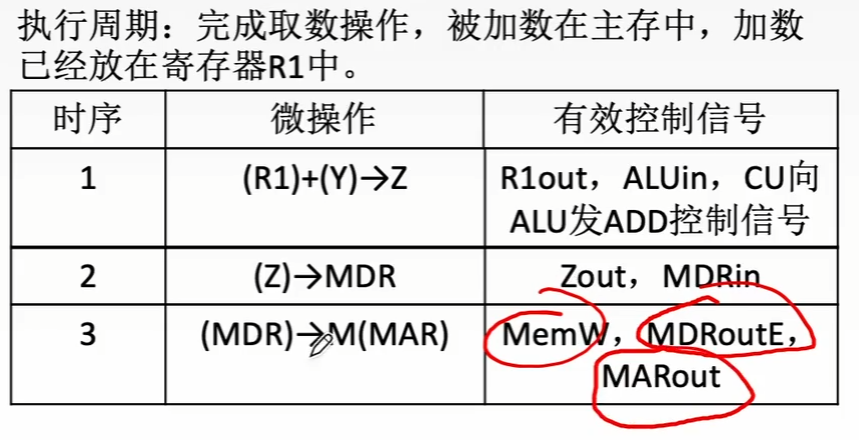 执行周期：完成取数操作，被加数在主存中，加数
已经放在寄存器R1中。
时序 微操作 有效控制信号
1 (R1)+(Y)→Z R1out，ALUin，CU向
ALU发ADD控制信号
2 (Z)→MDR Zout，MDRin
3 (MDR)→M(MAR) MemW，MDRoutE，
MARout